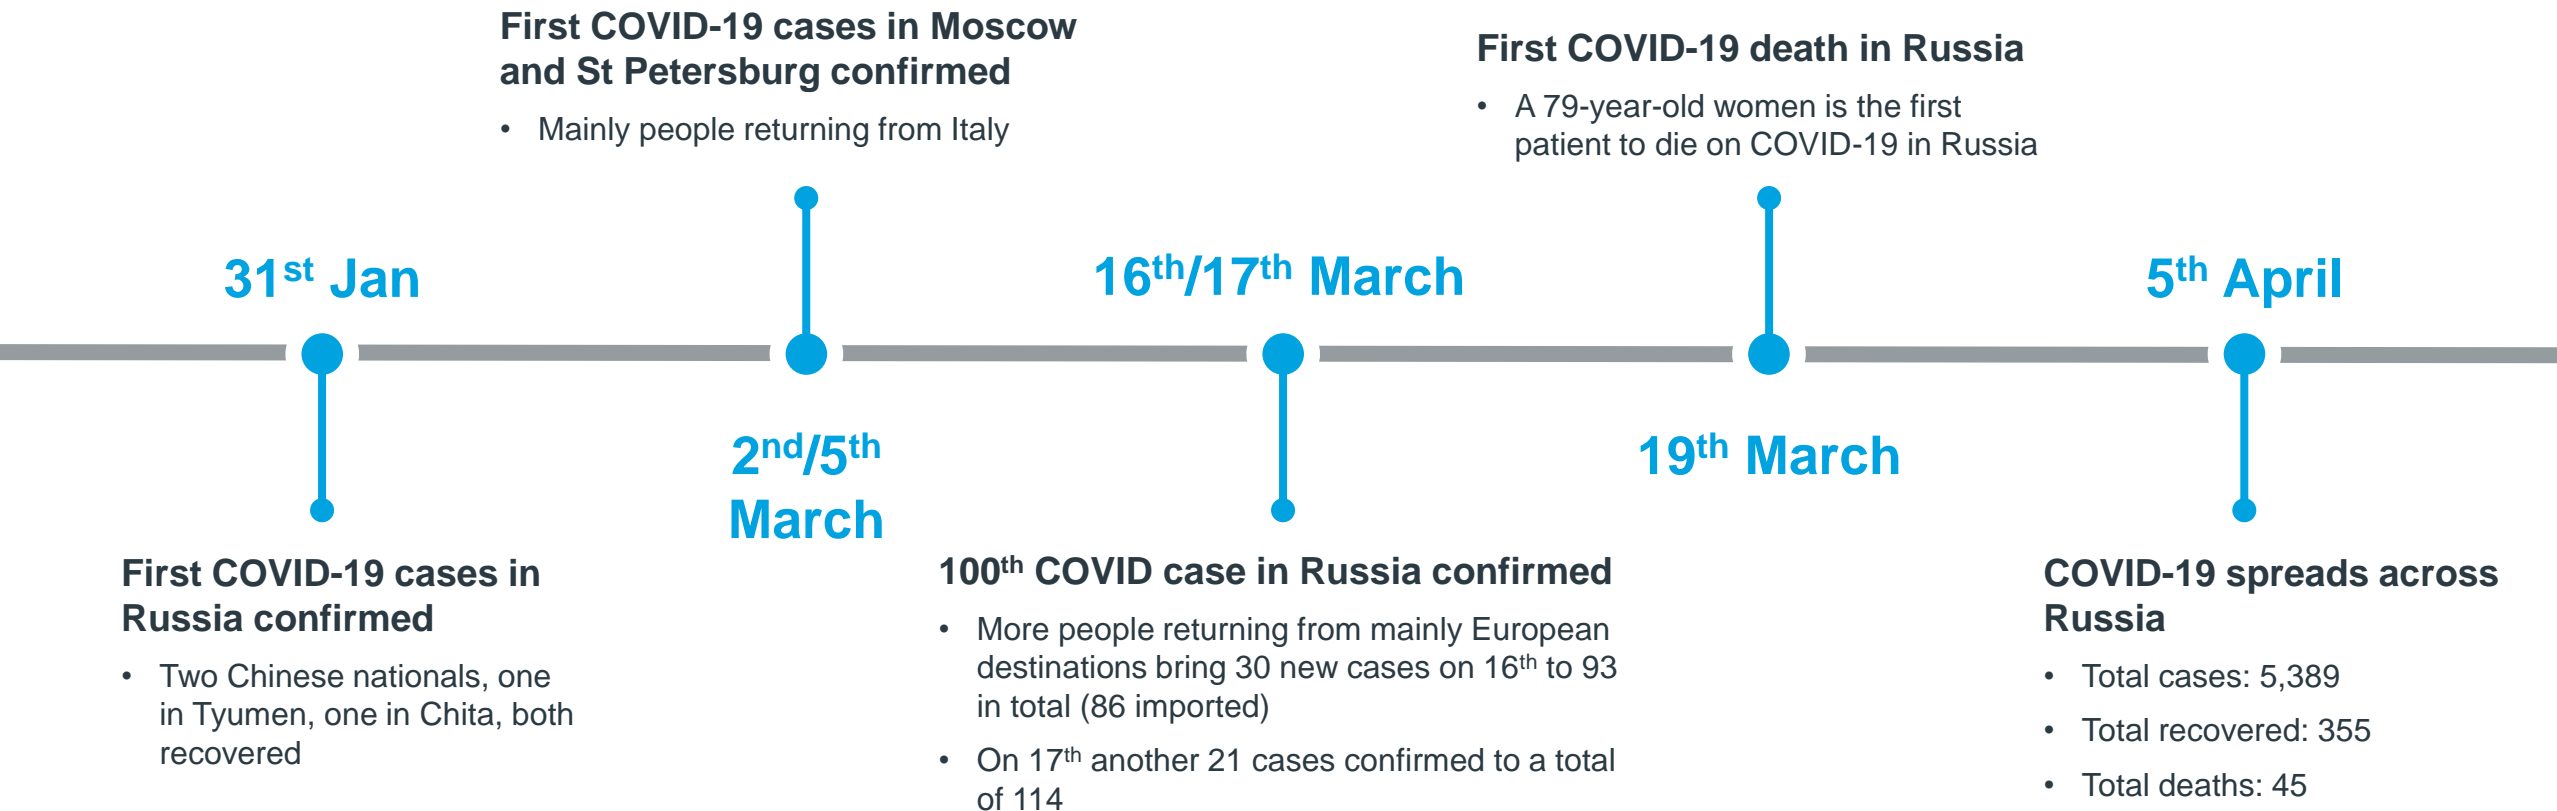 First COVID-19 cases in Moscow
and St Petersburg confirmed
• Mainly people returning from Italy
First COVID-19 death in Russia
• A 79-year-old women is the first
patient to die on COVID-19 in Russia
31st Jan
16th/17th March
5th April
2nd/5th
March
19th March
First COVID-19 cases in
Russia confirmed
• Two Chinese nationals, one
in Tyumen, one in Chita, both
recovered
100th COVID case in Russia confirmed
• More people returning from mainly European
destinations bring 30 new cases on 16th to 93
in total (86 imported)
• On 17th another 21 cases confirmed to a total
of 114
COVID-19 spreads across
Russia
• Total cases: 5,389
• Total recovered: 355
• Total deaths: 45